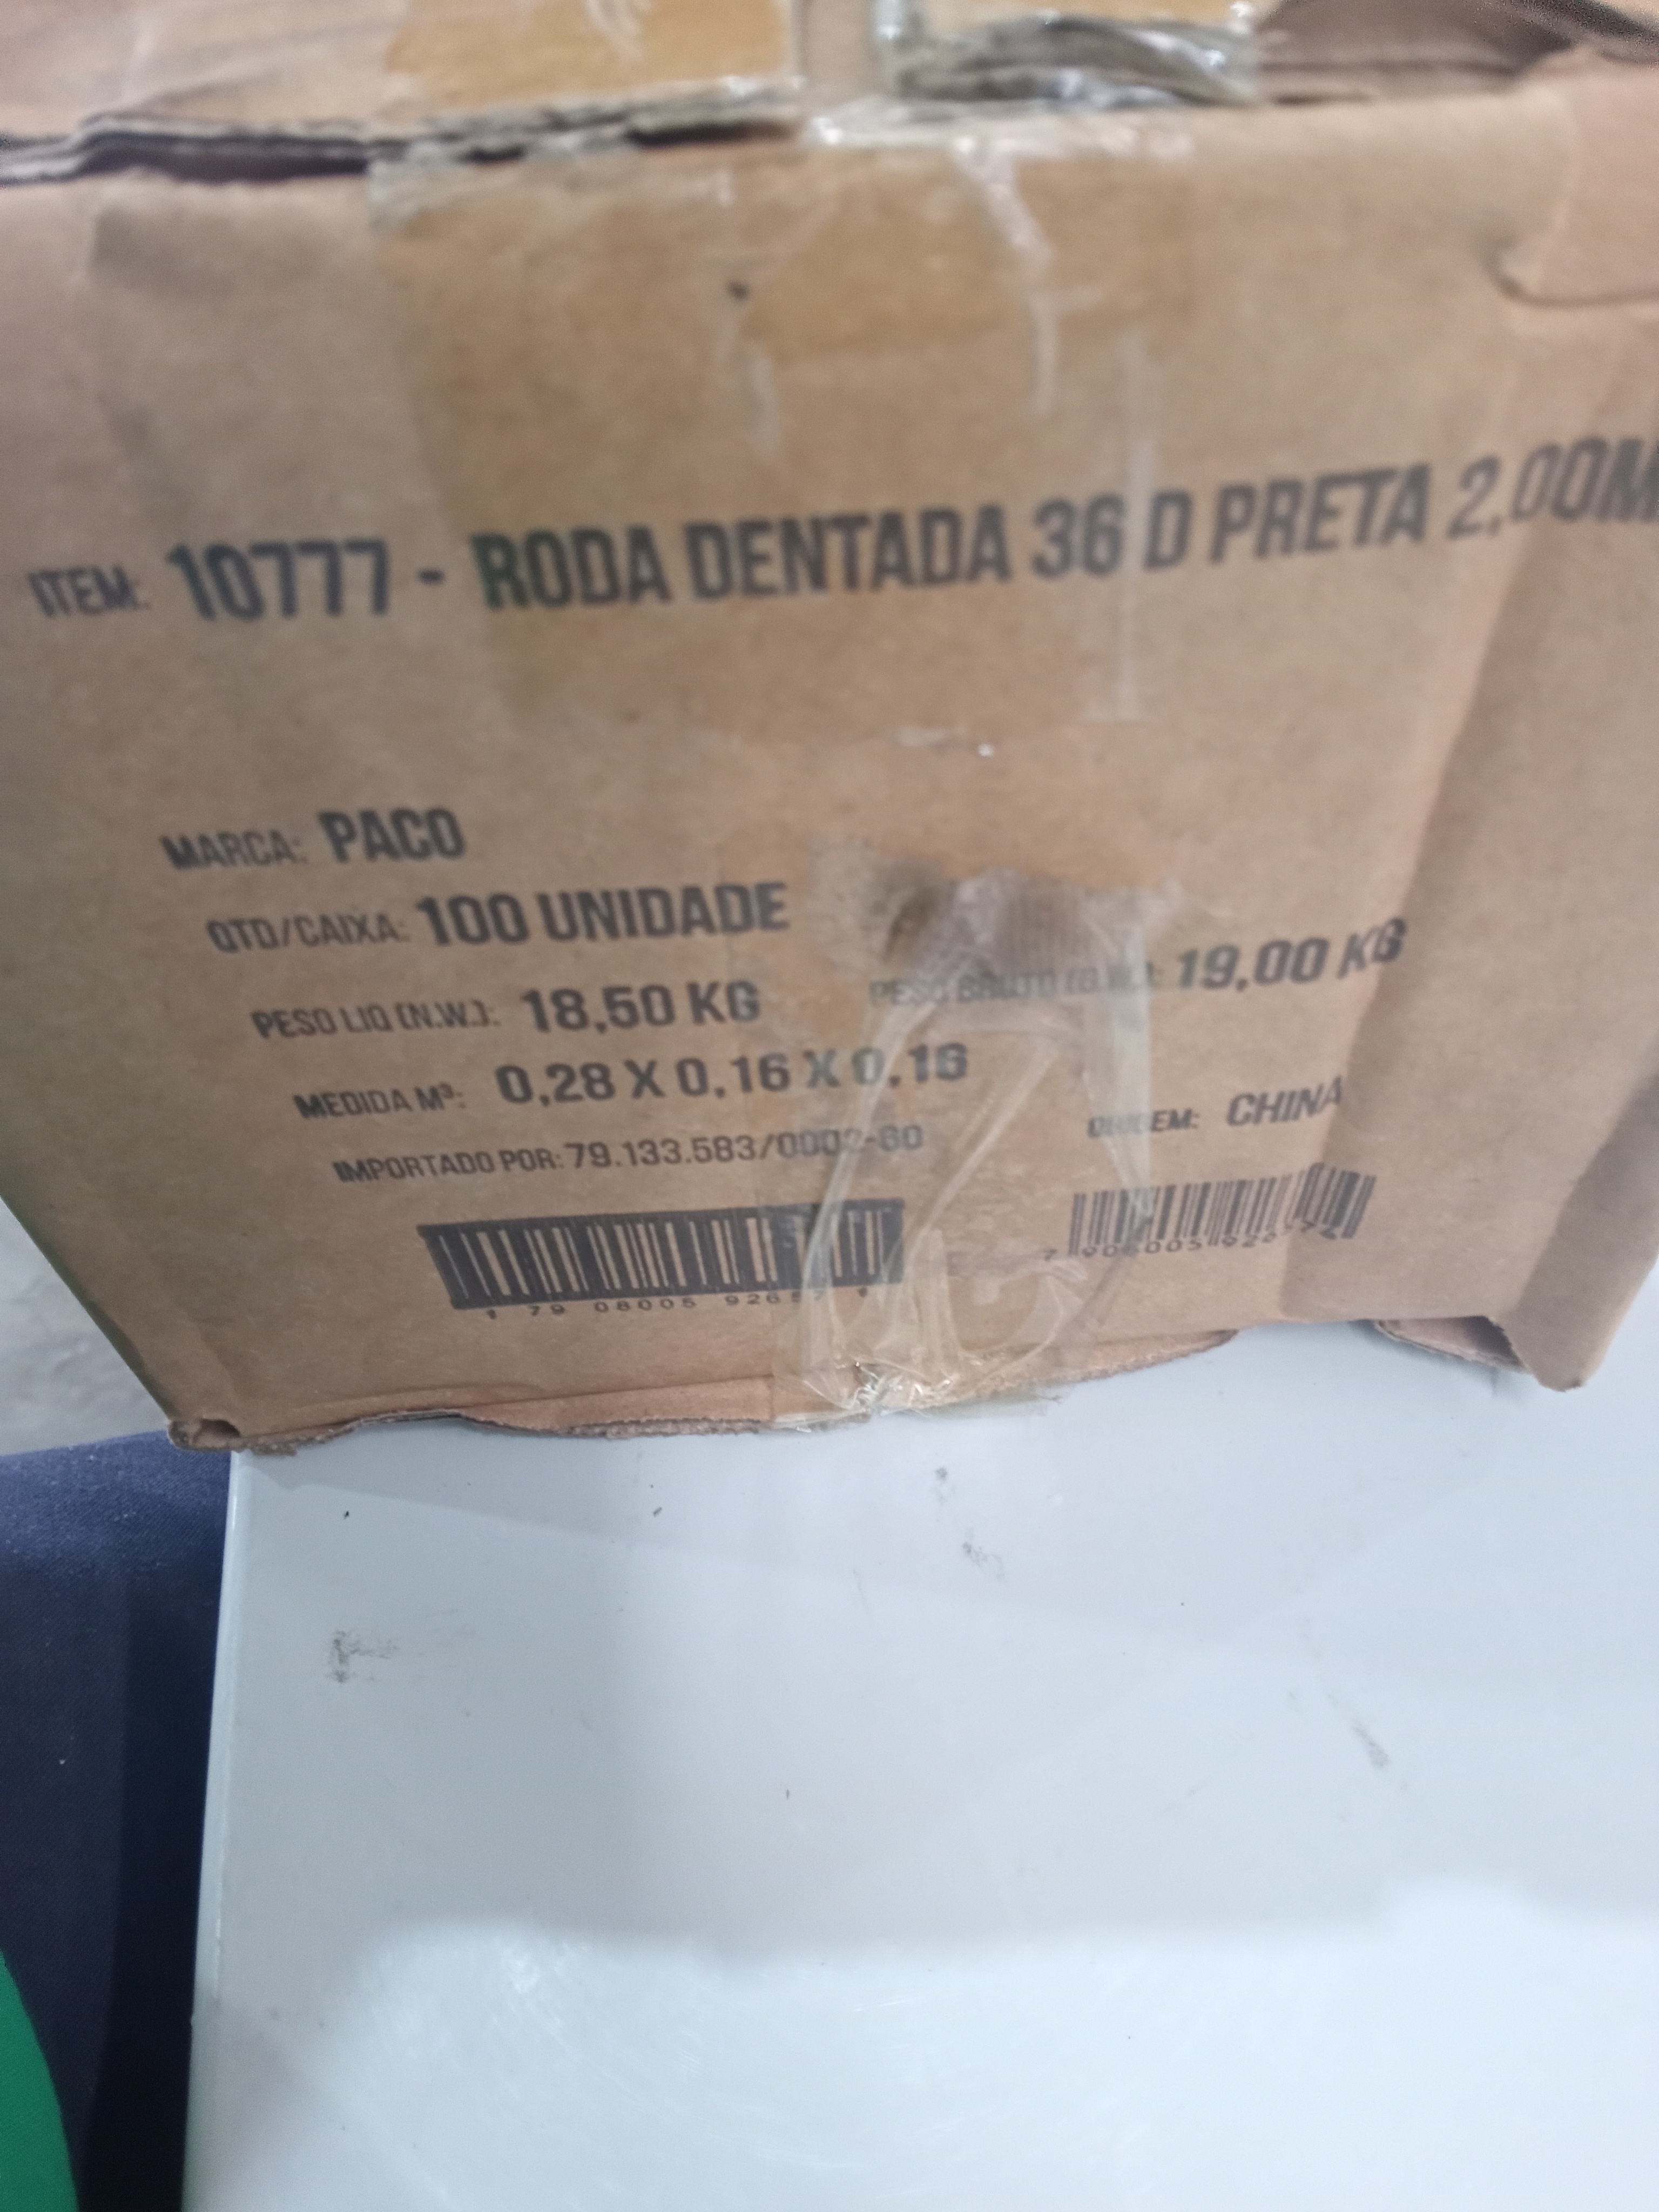 ITEM: 10777 - RODA DENTADA 36 D PRETA 2,00M
MARCA: PACO
QTD/CAIXA: 100 UNIDADE
PESO LIQ (N.W.): 18,50 KG PESO BRUTO (G.W.): 19,00 KG
MEDIDA M³: 0,28 X 0,16 X 0,16
ORIGEM: CHINA
IMPORTADO POR: 79.133.583/0002-60
1 79 08005